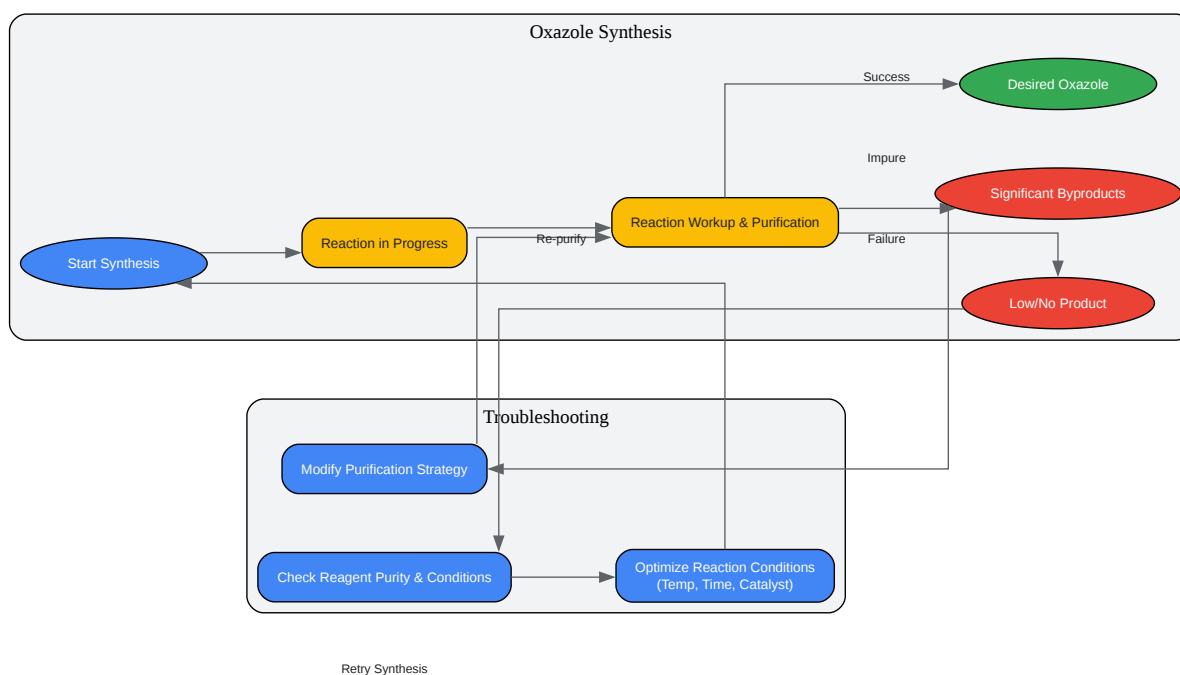 Oxazole Synthesis
Success
Desired Oxazole
Impure
Significant Byproducts
Reaction Workup & Purification
Reaction in Progress
Re-purify
Failure
Start Synthesis
Low/No Product
Troubleshooting
Modify Purification Strategy
Check Reagent Purity & Conditions
Optimize Reaction Conditions
(Temp, Time, Catalyst)
Retry Synthesis